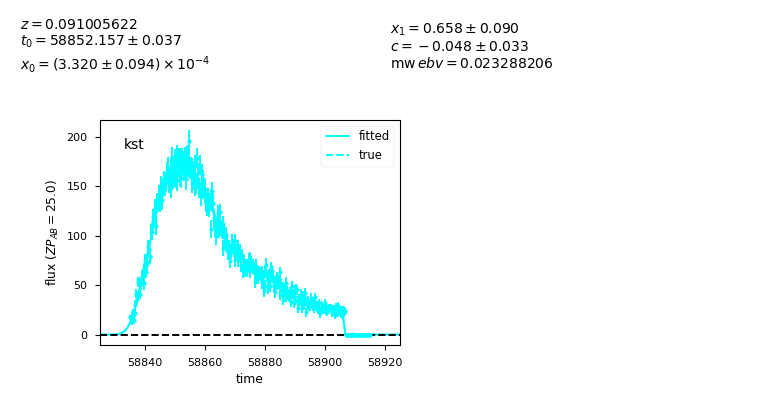 z = 0.091005622
t₀ = 58852.157 ± 0.037
x₀ = (3.320 ± 0.094) × 10⁻⁴
x₁ = 0.658 ± 0.090
c = −0.048 ± 0.033
mw ebv = 0.023288206
kst
fitted
true
200
150
100
50
0
flux (ZP_AB = 25.0)
58840 58860 58880 58900 58920
time